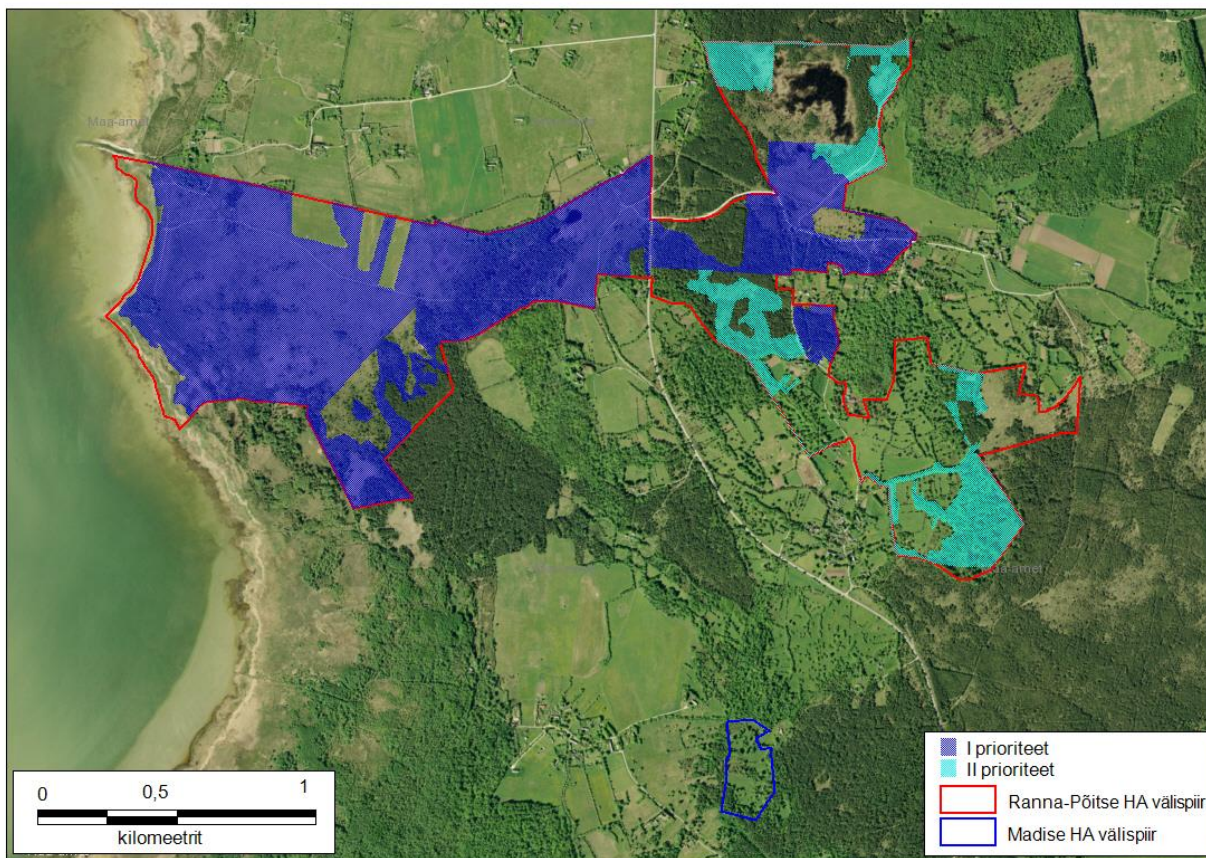 Maa-amet
Maa-amet
I prioriteet
II prioriteet
Ranna-Põitse HA välispiir
Madise HA välispiir
0 0,5 1
kilomeetrit